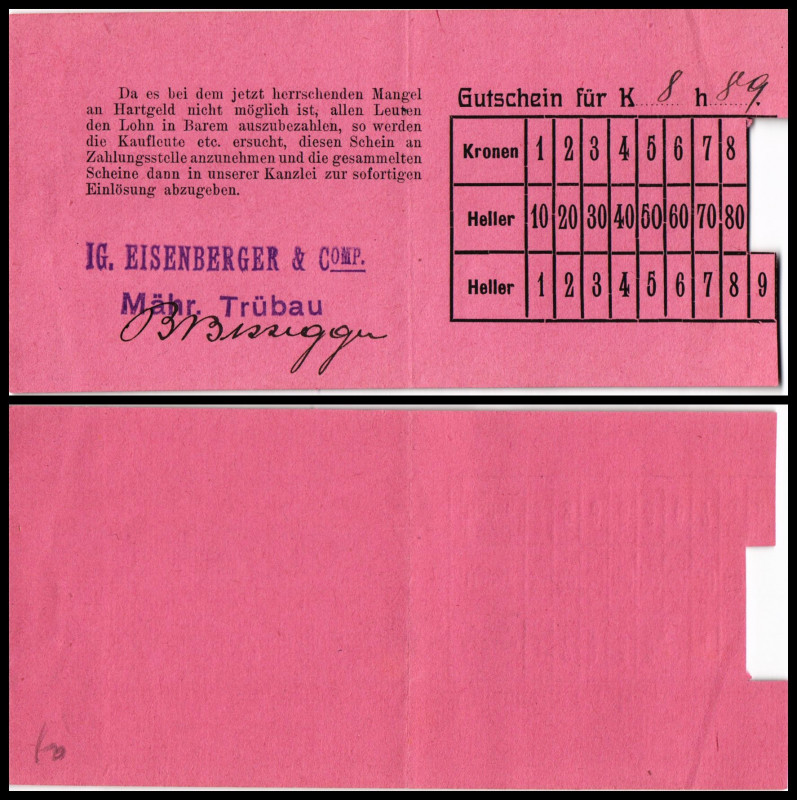 Da es bei dem jetzt herrschenden Mangel
an Hartgeld nicht möglich ist, allen Leuten
den Lohn in Barem auszubezahlen, so werden
die Kaufleute etc. ersucht, diesen Schein an
Zahlungsstelle anzunehmen und die gesammelten
Scheine dann in unserer Kanzlei zur sofortigen
Einlösung abzugeben.
IG. EISENBERGER & COMP.
Mähr. Trübau
Gutschein für K 8 h 89.
Kronen 1 2 3 4 5 6 7 8
Heller 10 20 30 40 50 60 70 80
Heller 1 2 3 4 5 6 7 8 9